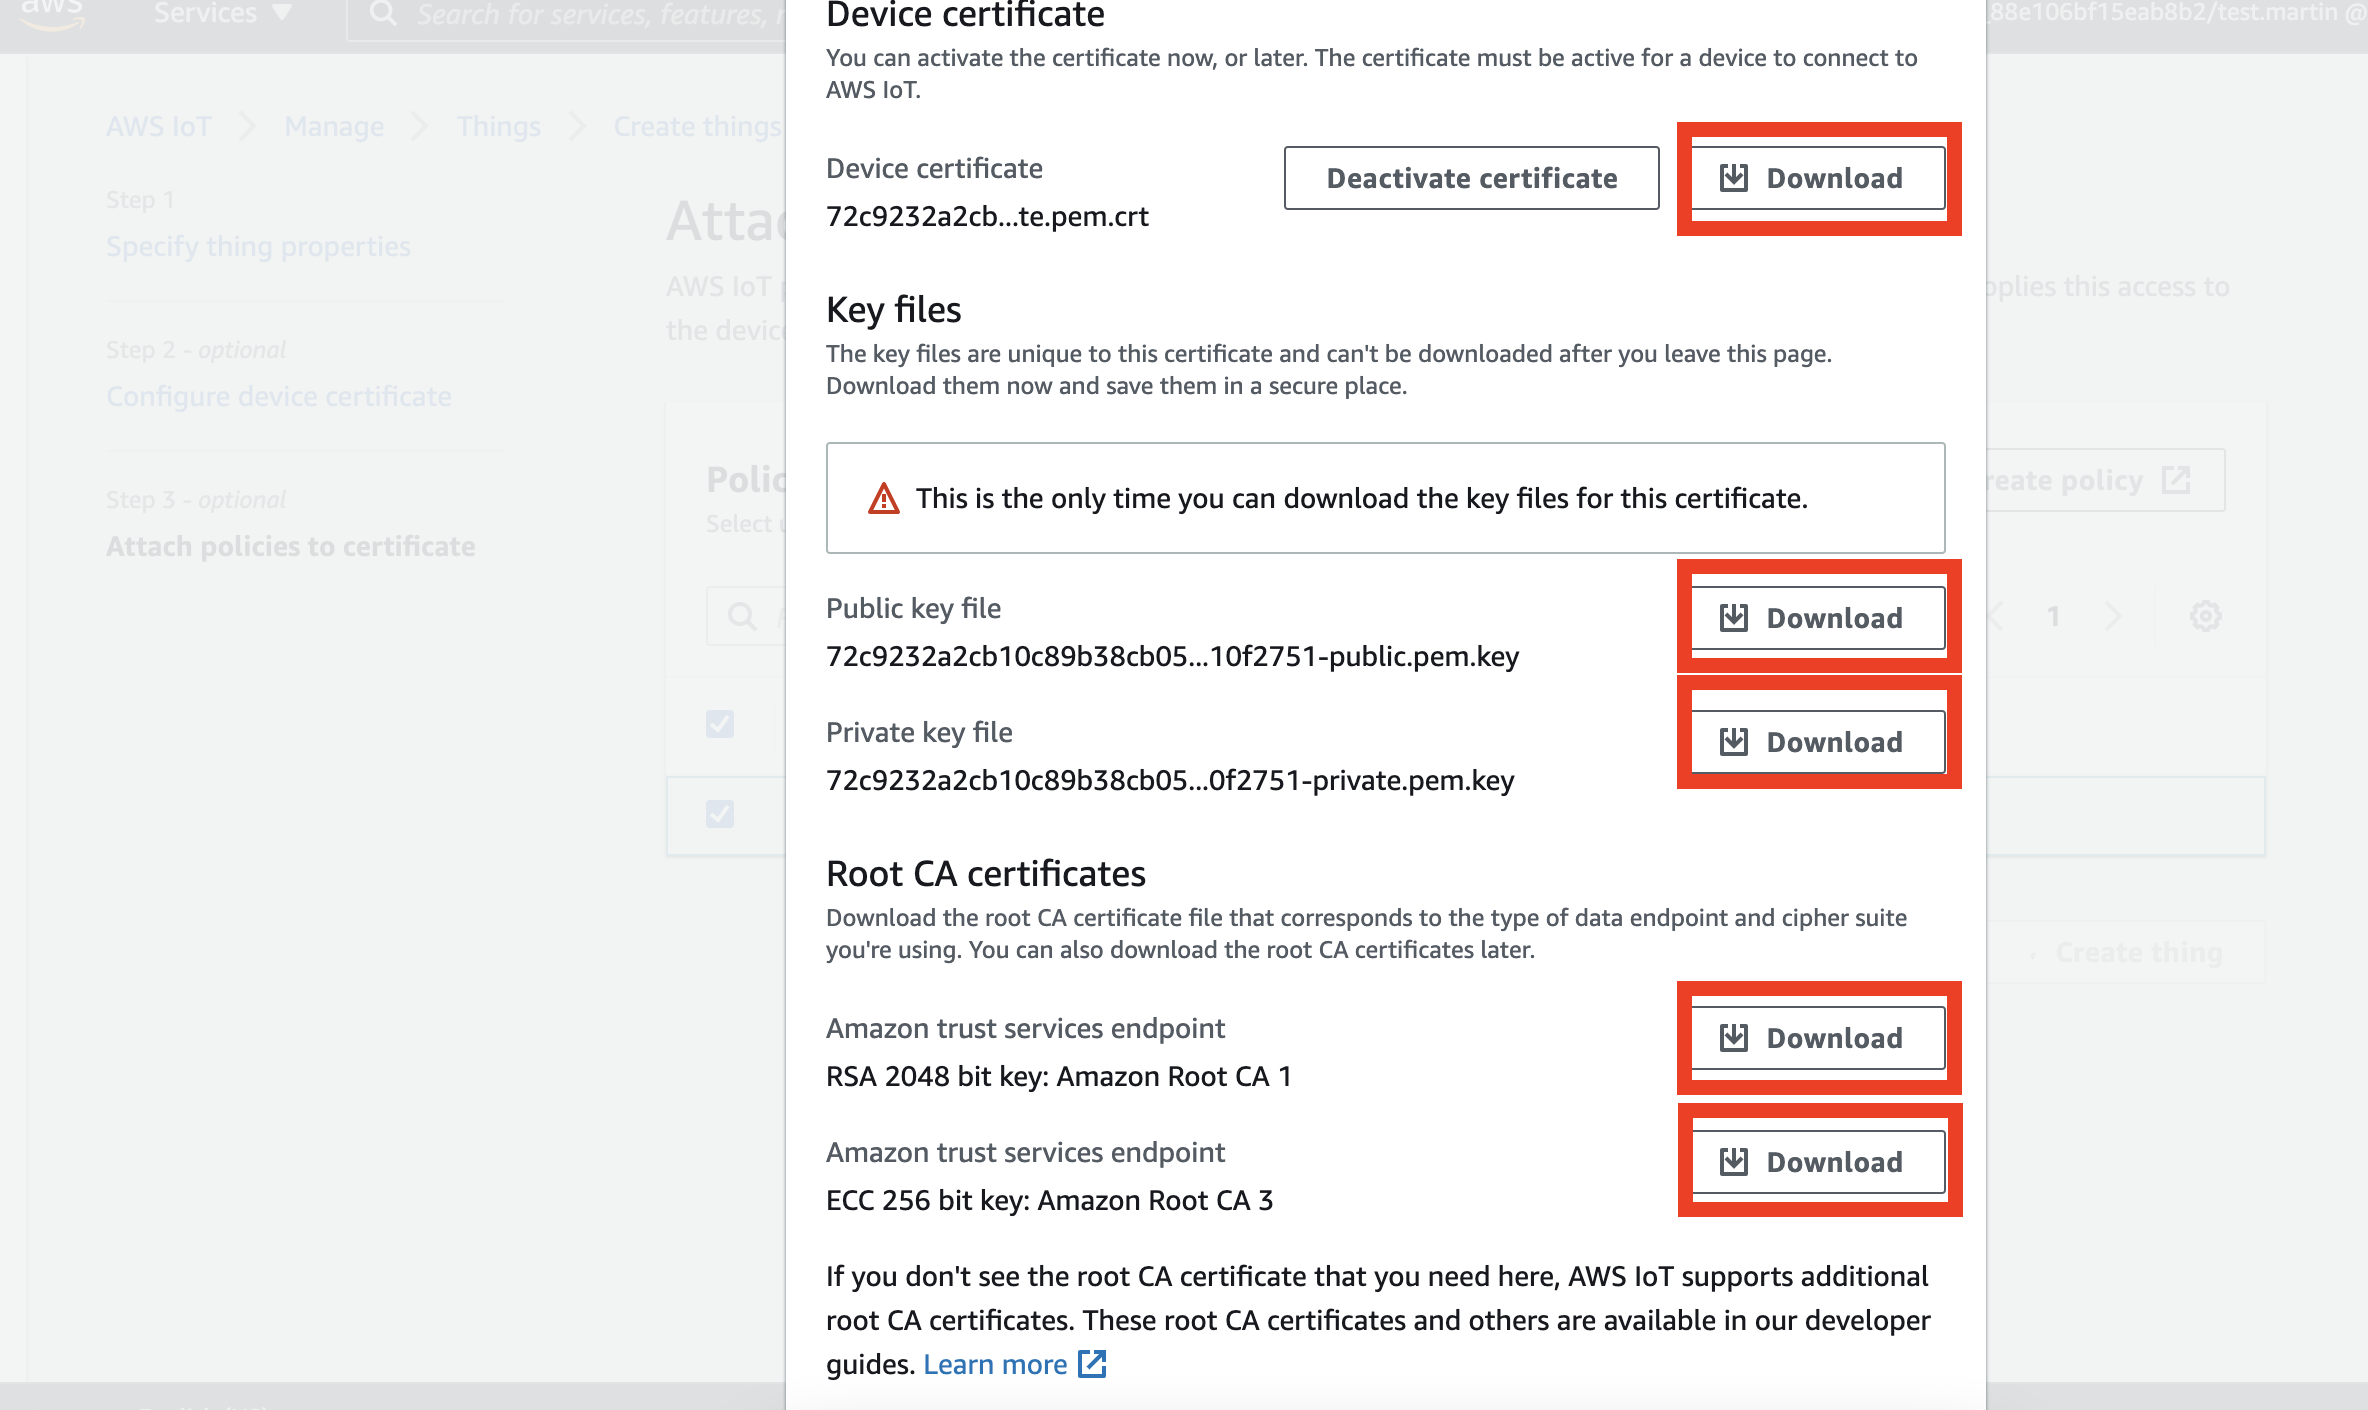 aws
Services
Search for services, features,
88e106bf15eab8b2/test.martin @
AWS IoT
Manage
Things
Create things
Step 1
Specify thing properties
Step 2 - optional
Configure device certificate
Step 3 - optional
Attach policies to certificate
AWS IoT
the
applies this access to
Select
1
Create thing
Device certificate
You can activate the certificate now, or later. The certificate must be active for a device to connect to
AWS IoT.
Device certificate
72c9232a2cb...te.pem.crt
Deactivate certificate
Download
Key files
The key files are unique to this certificate and can't be downloaded after you leave this page.
Download them now and save them in a secure place.
This is the only time you can download the key files for this certificate.
Public key file
72c9232a2cb10c89b38cb05...10f2751-public.pem.key
Download
Private key file
72c9232a2cb10c89b38cb05...0f2751-private.pem.key
Download
Root CA certificates
Download the root CA certificate file that corresponds to the type of data endpoint and cipher suite
you're using. You can also download the root CA certificates later.
Amazon trust services endpoint
RSA 2048 bit key: Amazon Root CA 1
Download
Amazon trust services endpoint
ECC 256 bit key: Amazon Root CA 3
Download
If you don't see the root CA certificate that you need here, AWS IoT supports additional
root CA certificates. These root CA certificates and others are available in our developer
guides. Learn more